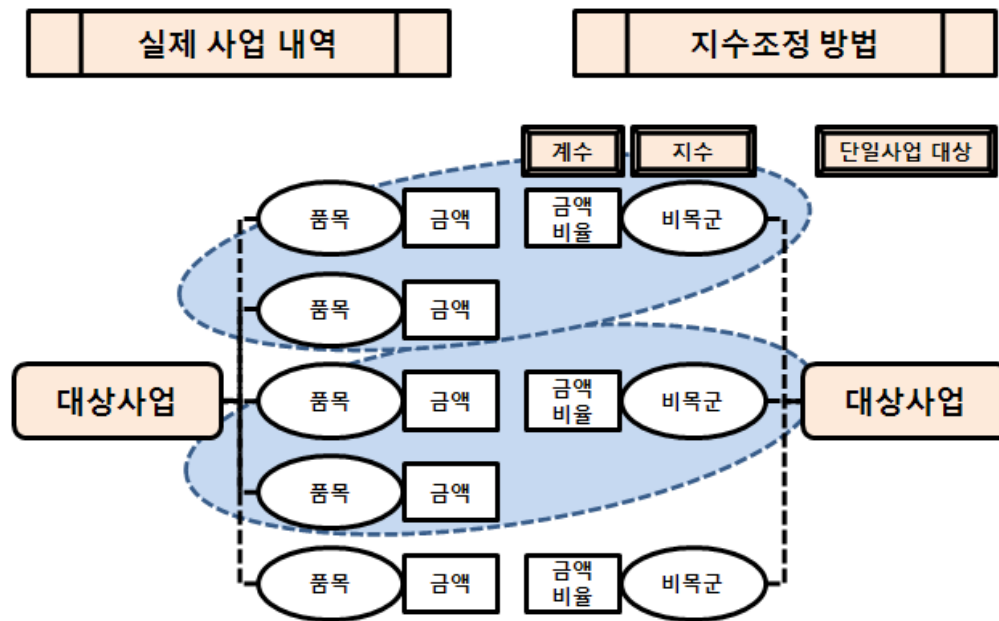 실제 사업 내역
지수조정 방법
계수
지수
단일사업 대상
품목
금액
금액
비율
비목군
품목
금액
대상사업
품목
금액
금액
비율
비목군
대상사업
품목
금액
품목
금액
금액
비율
비목군